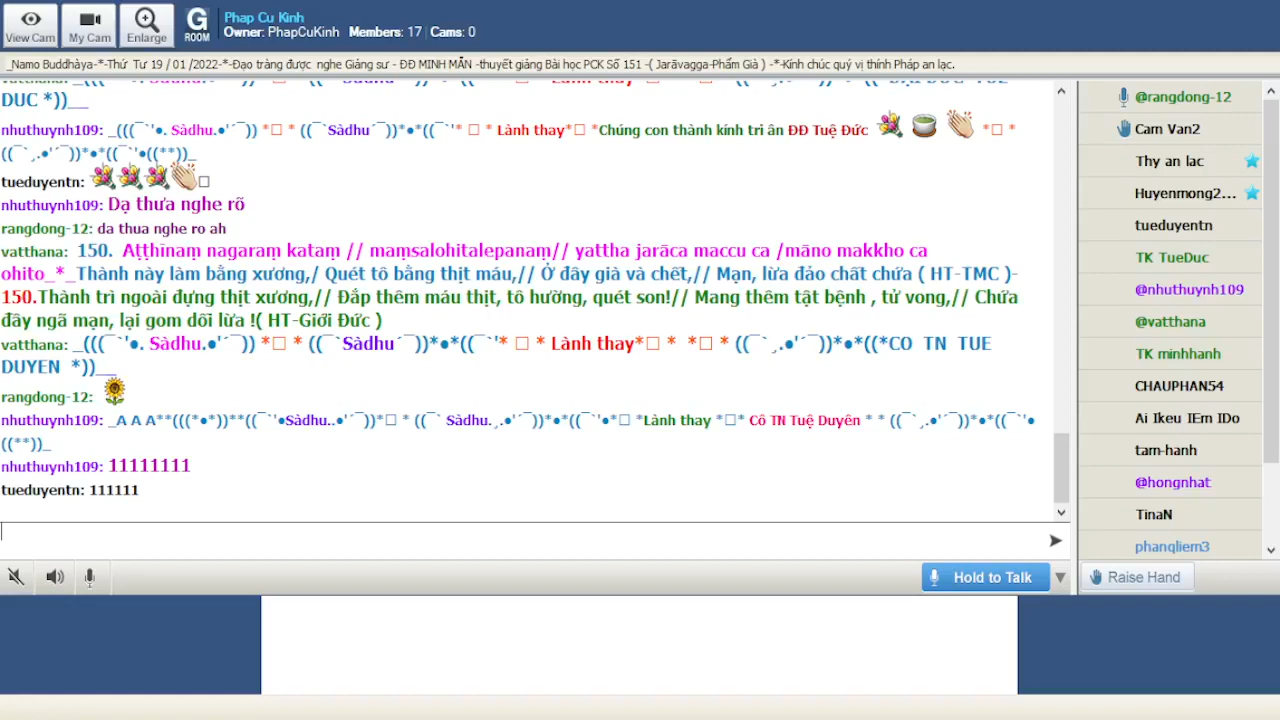 View Cam
My Cam
Enlarge
G
ROOM
Phap Cu Kinh
Owner: PhapCuKinh Members: 17 Cams: 0
_Namo Buddhàya-*-Thứ Tư 19 / 01 /2022-*-Đạo tràng được nghe Giảng sư - ĐĐ MINH MẪN -thuyết giảng Bài học PCK Số 151 -( Jarāvagga-Phẩm Già ) -*-Kính chúc quý vị thính Pháp an lạc.
DUC *))__
nhuthuynh109: _(((¯`'●. Sàdhu.●'´¯)) *□ * ((¯`Sàdhu´¯))*●*((¯`'* □ * Lành thay*□ *Chúng con thành kính tri ân ĐĐ Tuệ Đức *□ *
((¯`¸.●'´¯))*●*((¯`'●((**))_
tueduyentn: □
nhuthuynh109: Dạ thưa nghe rõ
rangdong-12: da thua nghe ro ah
vatthana: 150. Aṭṭhīnaṃ nagaraṃ kataṃ // maṃsalohitalepanaṃ// yattha jarāca maccu ca /māno makkho ca
ohito_*_Thành này làm bằng xương,/ Quét tô bằng thịt máu,// Ở đây già và chết,// Mạn, lừa đảo chất chứa ( HT-TMC )-
150.Thành trì ngoài đựng thịt xương,// Đắp thêm máu thịt, tô hường, quét son!// Mang thêm tật bệnh , tử vong,// Chứa
đầy ngã mạn, lại gom dối lừa !( HT-Giới Đức )
vatthana: _(((¯`'●. Sàdhu.●'´¯)) *□ * ((¯`Sàdhu´¯))*●*((¯`'* □ * Lành thay*□ * *□ * ((¯`¸.●'´¯))*●*((*CO TN TUE
DUYEN *))__
rangdong-12:
nhuthuynh109: _A A A**(((*●*))**((¯`'●Sàdhu..●'´¯))*□ * ((¯` Sàdhu.¸.●'´¯))*●*((¯`'●*□ *Lành thay *□* Cô TN Tuệ Duyên * * ((¯`¸.●'´¯))*●*((¯`'●
((**))_
nhuthuynh109: 11111111
tueduyentn: 111111
Hold to Talk
@rangdong-12
Cam Van2
Thy an lac
Huyenmong2...
tueduyentn
TK TueDuc
@nhuthuynh109
@vatthana
TK minhhanh
CHAUPHAN54
Ai Ikeu IEm IDo
tam-hanh
@hongnhat
TinaN
phanqliem3
Raise Hand